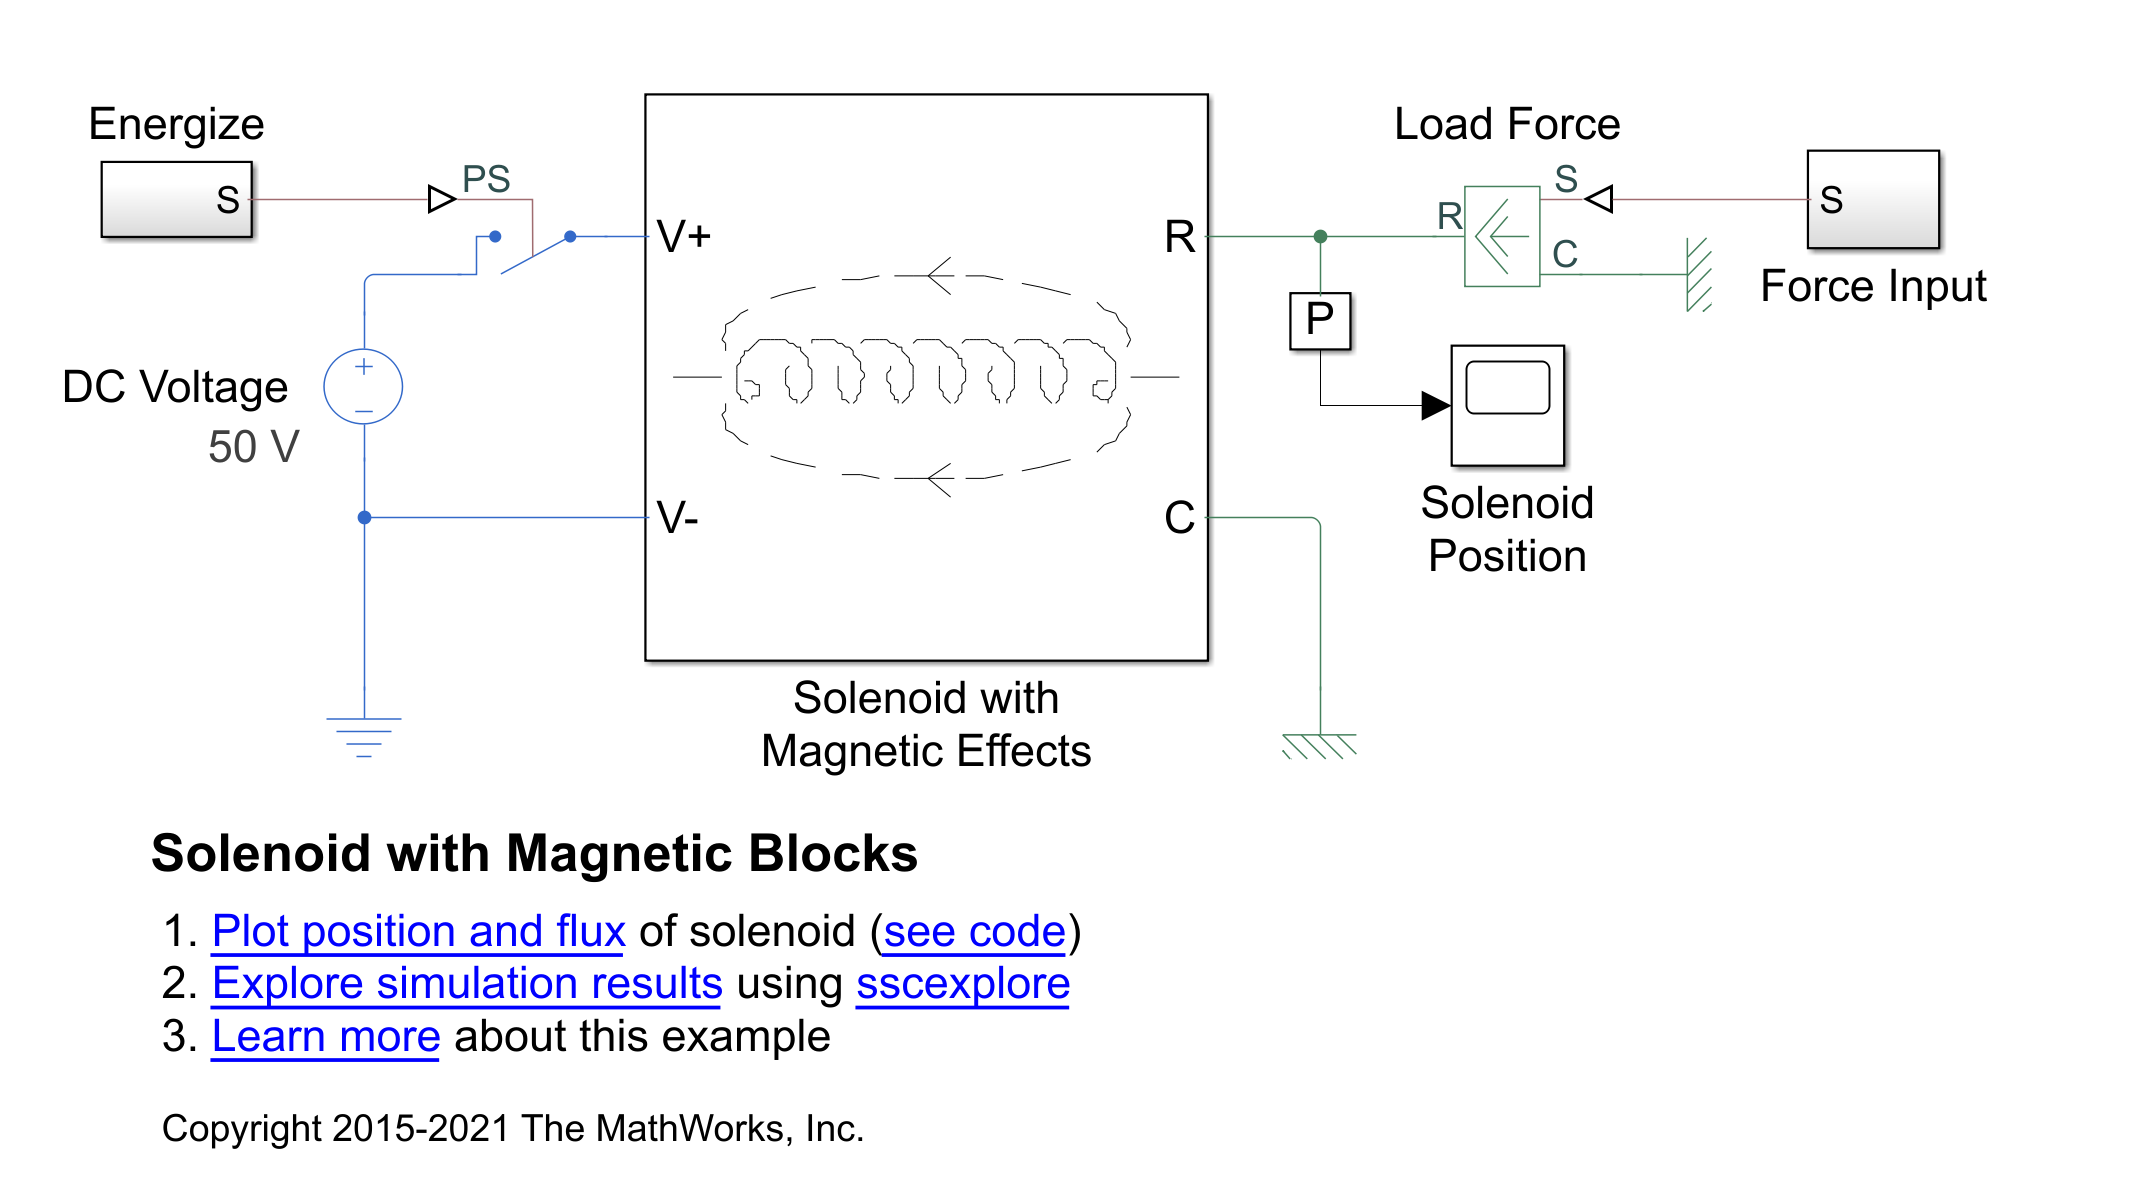 Energize
S
PS
DC Voltage
50 V
V+
V-
R
C
Solenoid with
Magnetic Effects
Load Force
R
S
C
S
Force Input
P
Solenoid
Position
Solenoid with Magnetic Blocks
1. Plot position and flux of solenoid (see code)
2. Explore simulation results using sscexplore
3. Learn more about this example
Copyright 2015-2021 The MathWorks, Inc.